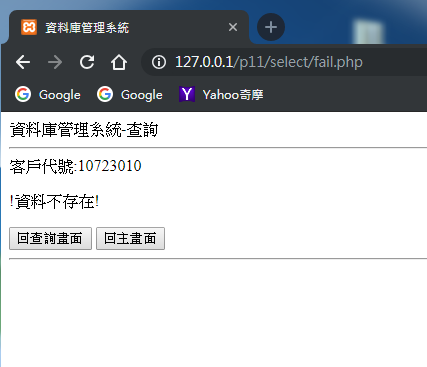 資料庫管理系統
127.0.0.1/p11/select/fail.php
Google Google Yahoo奇摩
資料庫管理系統-查詢
客戶代號:10723010
!資料不存在!
回查詢畫面 回主畫面